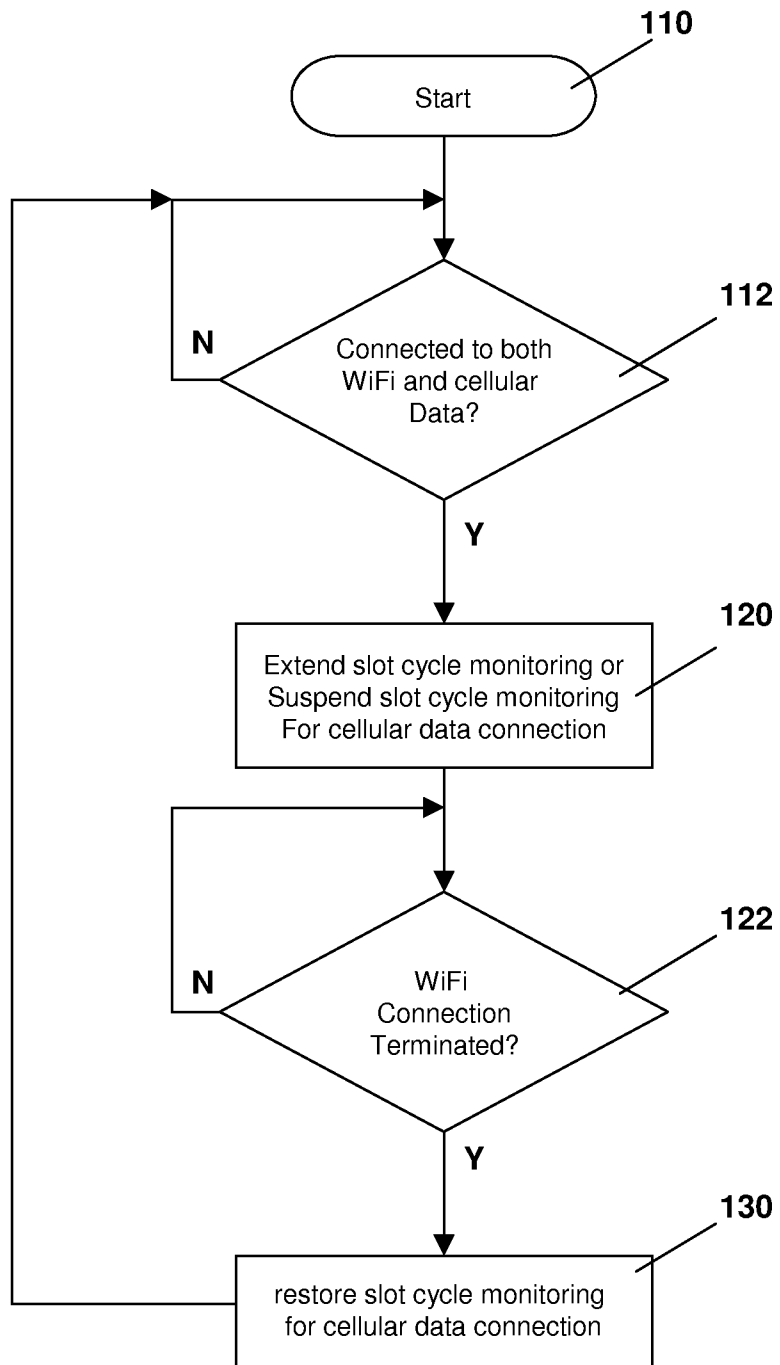 110
Start
112
N
Connected to both
WiFi and cellular
Data?
Y
120
Extend slot cycle monitoring or
Suspend slot cycle monitoring
For cellular data connection
122
N
WiFi
Connection
Terminated?
Y
130
restore slot cycle monitoring
for cellular data connection